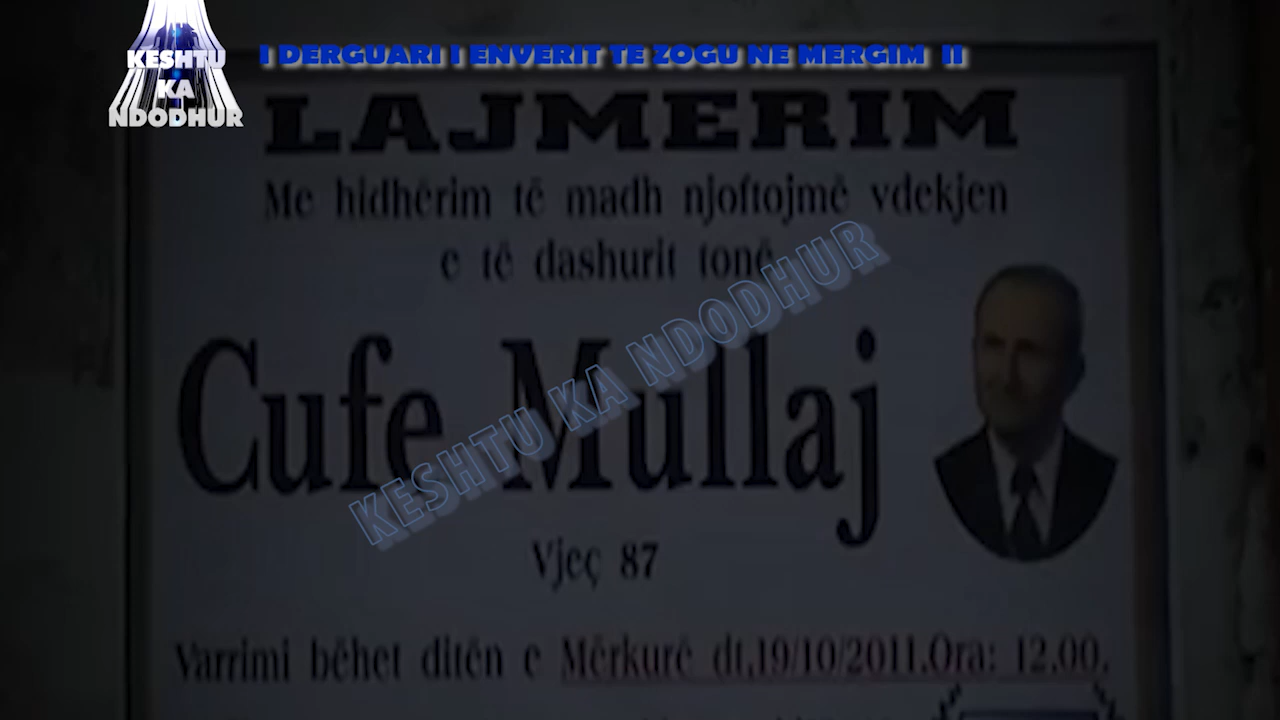 KESHTU
KA
NDODHUR
I DERGUARI I ENVERIT TE ZOGU NE MERGIM II
LAJMERIM
Me hidhërim të madh njoftojmë vdekjen
e të dashurit tonë
Cufe Mullaj
KESHTU KA NDODHUR
Vjeç 87
Varrimi bëhet ditën e Mërkurë dt,19/10/2011.Ora: 12.00.